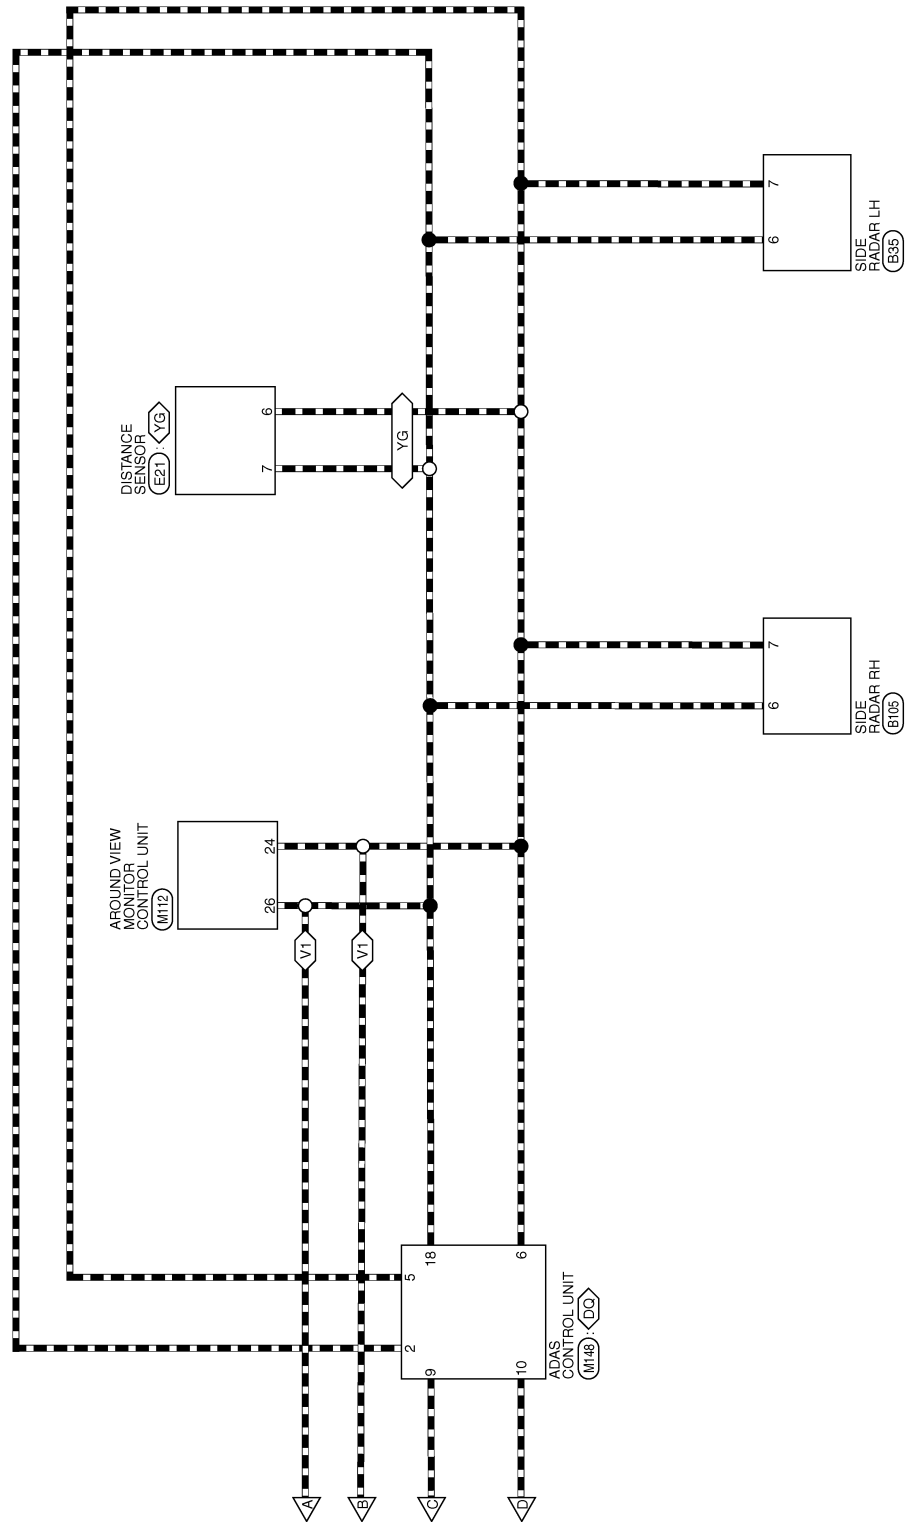 7
6
SIDE
RADAR LH
B35
DISTANCE
SENSOR
E21 : YG
6
7
YG
7
6
SIDE
RADAR RH
B105
AROUND VIEW
MONITOR
CONTROL UNIT
M112
24
26
V1
V1
18
6
5
2
9
10
ADAS
CONTROL UNIT
M148 : DQ
A
B
C
D